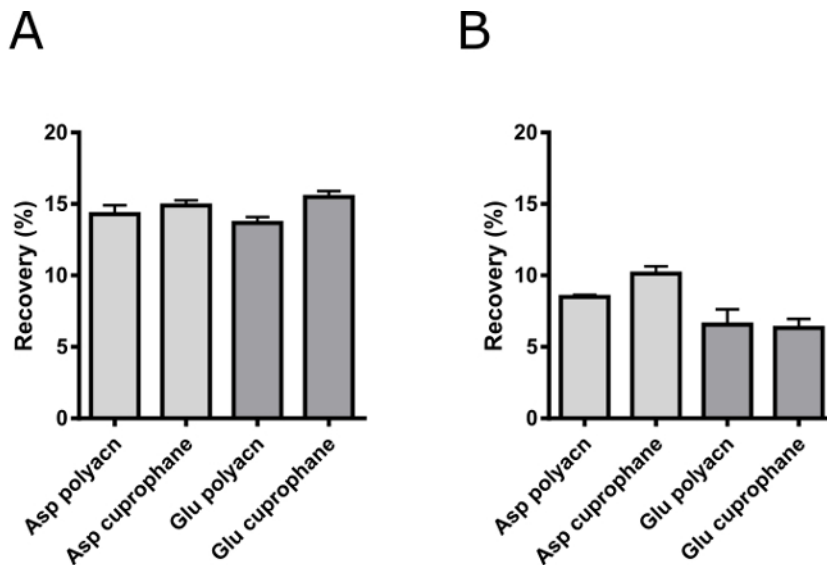 A
B
20
15
10
5
0
Recovery (%)
Asp polyacn
Asp cuprophane
Glu polyacn
Glu cuprophane
20
15
10
5
0
Recovery (%)
Asp polyacn
Asp cuprophane
Glu polyacn
Glu cuprophane